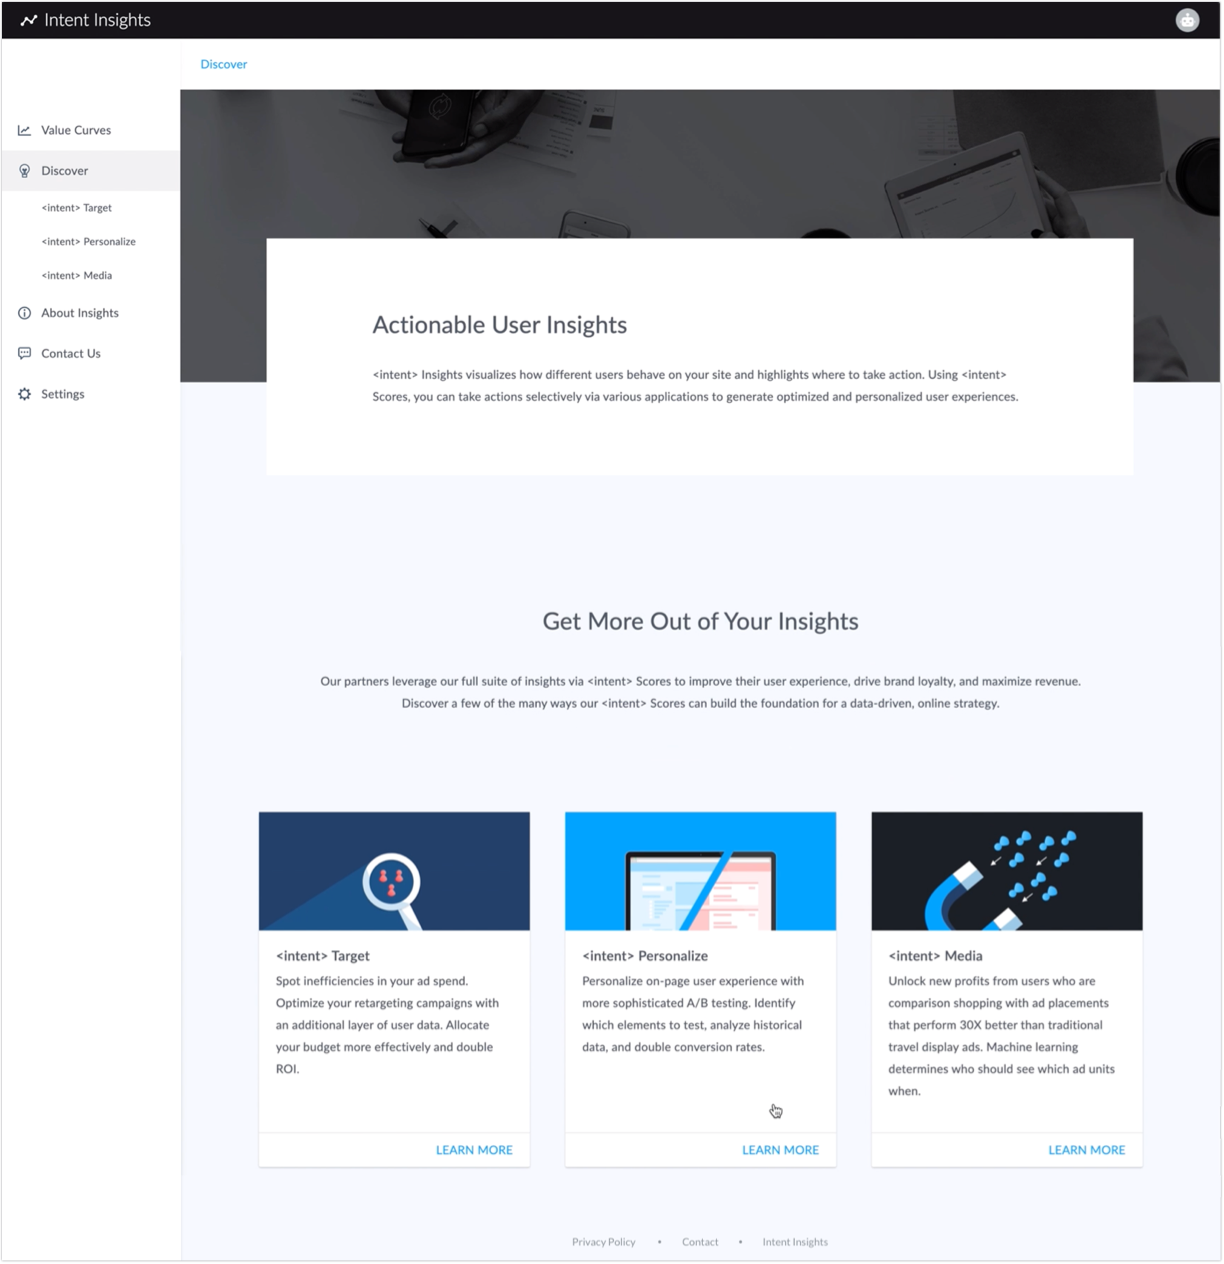 Intent Insights
Discover
Value Curves
Discover
<intent> Target
<intent> Personalize
<intent> Media
About Insights
Contact Us
Settings
Actionable User Insights
<intent> Insights visualizes how different users behave on your site and highlights where to take action. Using <intent>
Scores, you can take actions selectively via various applications to generate optimized and personalized user experiences.
Get More Out of Your Insights
Our partners leverage our full suite of insights via <intent> Scores to improve their user experience, drive brand loyalty, and maximize revenue.
Discover a few of the many ways our <intent> Scores can build the foundation for a data-driven, online strategy.
<intent> Target
Spot inefficiencies in your ad spend.
Optimize your retargeting campaigns with
an additional layer of user data. Allocate
your budget more effectively and double
ROI.
LEARN MORE
<intent> Personalize
Personalize on-page user experience with
more sophisticated A/B testing. Identify
which elements to test, analyze historical
data, and double conversion rates.
LEARN MORE
<intent> Media
Unlock new profits from users who are
comparison shopping with ad placements
that perform 30X better than traditional
travel display ads. Machine learning
determines who should see which ad units
when.
LEARN MORE
Privacy Policy • Contact • Intent Insights